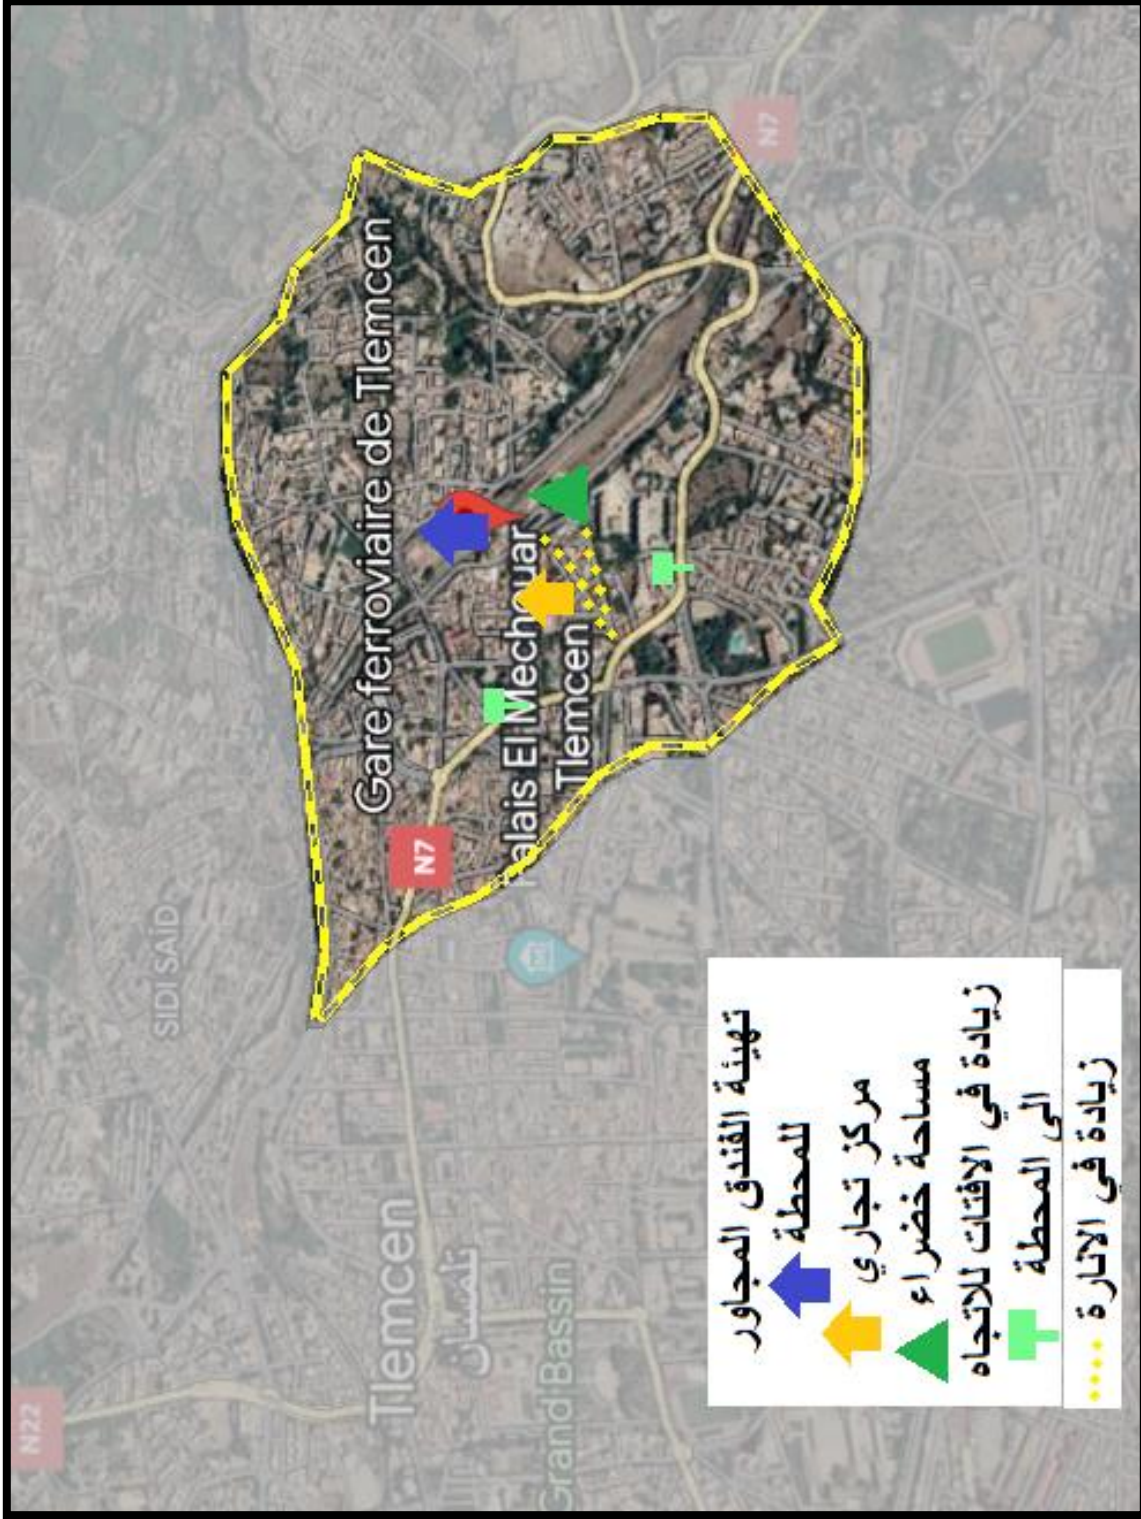 N22
Tlemcen
تلمسان
Grand Bassin
SIDI SAID
N7
Gare ferroviaire de Tlemcen
Palais El Mechouar
Tlemcen
N7
تهيئة الفندق المجاور
للمحطة
مركز تجاري
مساحة خضراء
زيادة في الافتات للاتجاه
الى المحطة
زيادة في الانارة